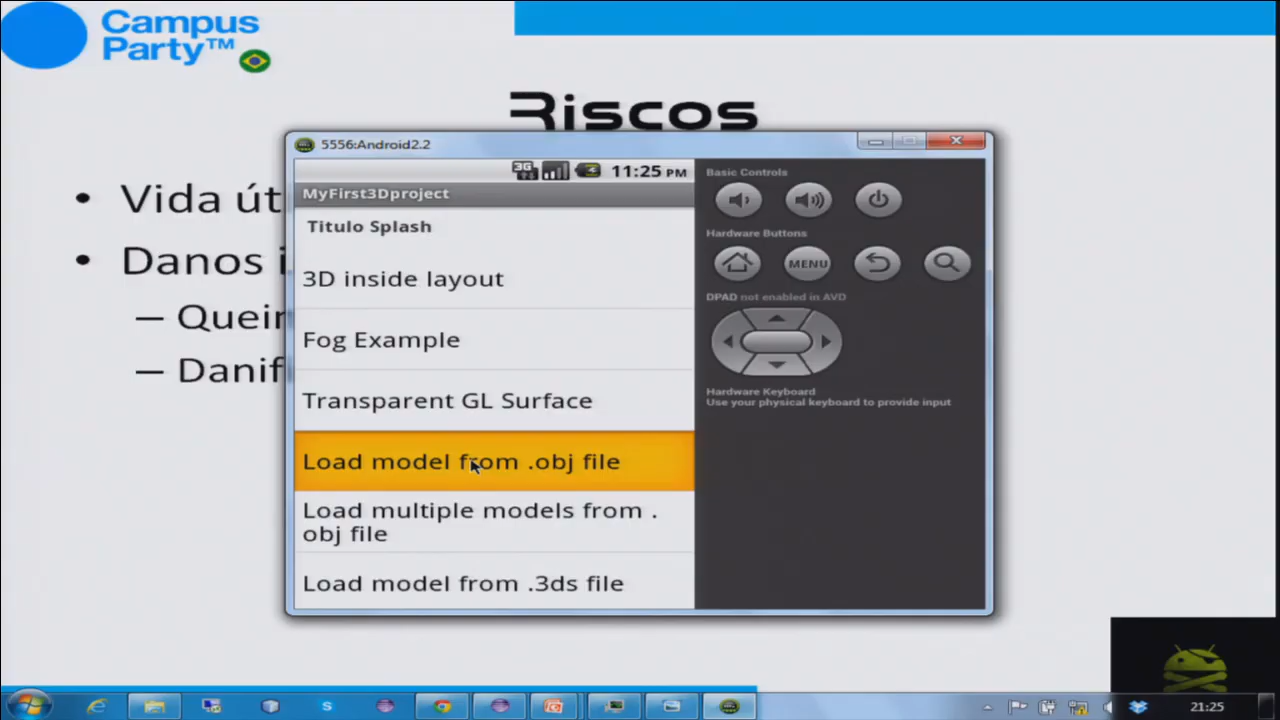 Campus
Party™
Riscos
5556:Android2.2
3G
11:25 PM
MyFirst3Dproject
Titulo Splash
3D inside layout
Fog Example
Transparent GL Surface
Load model from .obj file
Load multiple models from .
obj file
Load model from .3ds file
Basic Controls
Hardware Buttons
MENU
DPAD not enabled in AVD
Hardware Keyboard
Use your physical keyboard to provide input
• Vida
• Danos
–
–
21:25